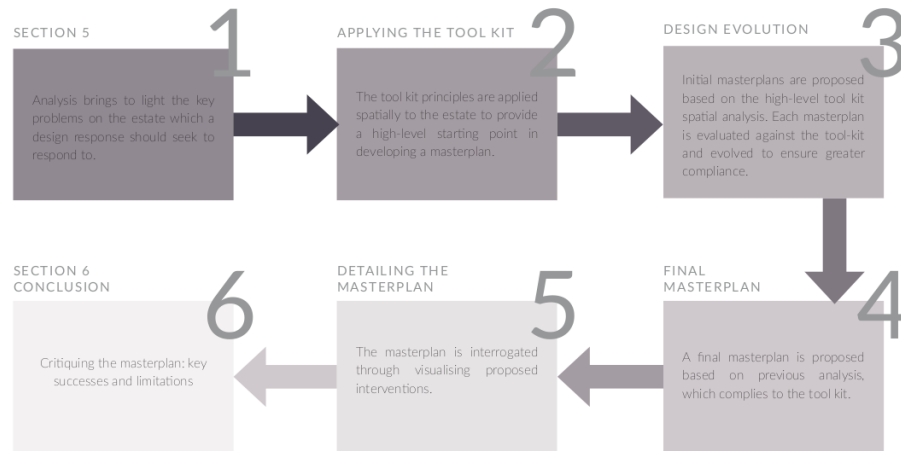 SECTION 5
1
Analysis brings to light the key
problems on the estate which a
design response should seek to
respond to.
APPLYING THE TOOL KIT
2
The tool kit principles are applied
spatially to the estate to provide
a high-level starting point in
developing a masterplan.
DESIGN EVOLUTION
3
Initial masterplans are proposed
based on the high-level tool kit
spatial analysis. Each masterplan
is evaluated against the tool-kit
and evolved to ensure greater
compliance.
FINAL
MASTERPLAN
4
A final masterplan is proposed
based on previous analysis,
which complies to the tool kit.
DETAILING THE
MASTERPLAN
5
The masterplan is interrogated
through visualising proposed
interventions.
SECTION 6
CONCLUSION
6
Critiquing the masterplan: key
successes and limitations